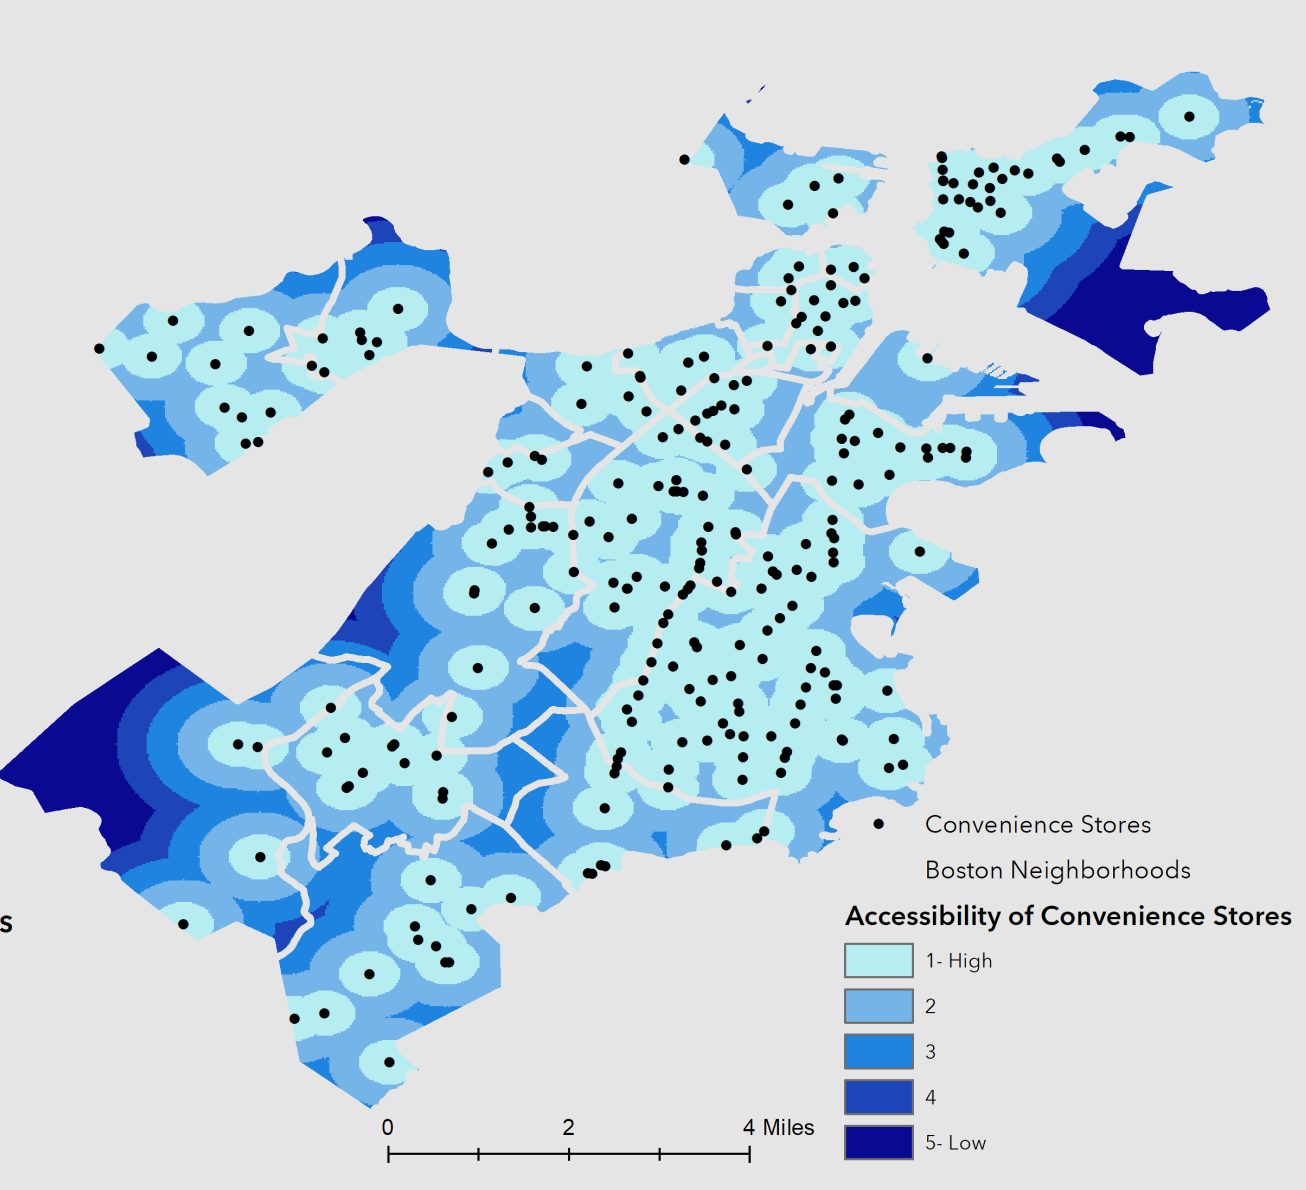 s
Convenience Stores
Boston Neighborhoods
Accessibility of Convenience Stores
1- High
2
3
4
5- Low
0 2 4 Miles